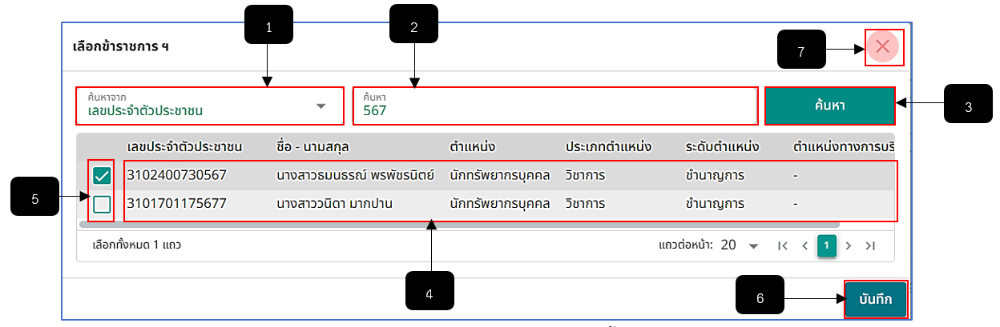 1
2
เลือกข้าราชการ ฯ
7
ค้นหาจาก
เลขประจำตัวประชาชน
ค้นหา
567
ค้นหา
3
เลขประจำตัวประชาชน ชื่อ - นามสกุล ตำแหน่ง ประเภทตำแหน่ง ระดับตำแหน่ง ตำแหน่งทางการบริ
3102400730567 นางสาวธมนธรณ์ พรพัชรนิตย์ นักทรัพยากรบุคคล วิชาการ ชำนาญการ -
5
3101701175677 นางสาววนิดา มากปาน นักทรัพยากรบุคคล วิชาการ ชำนาญการ -
เลือกทั้งหมด 1 แถว แถวต่อหน้า: 20 1
4
6
บันทึก